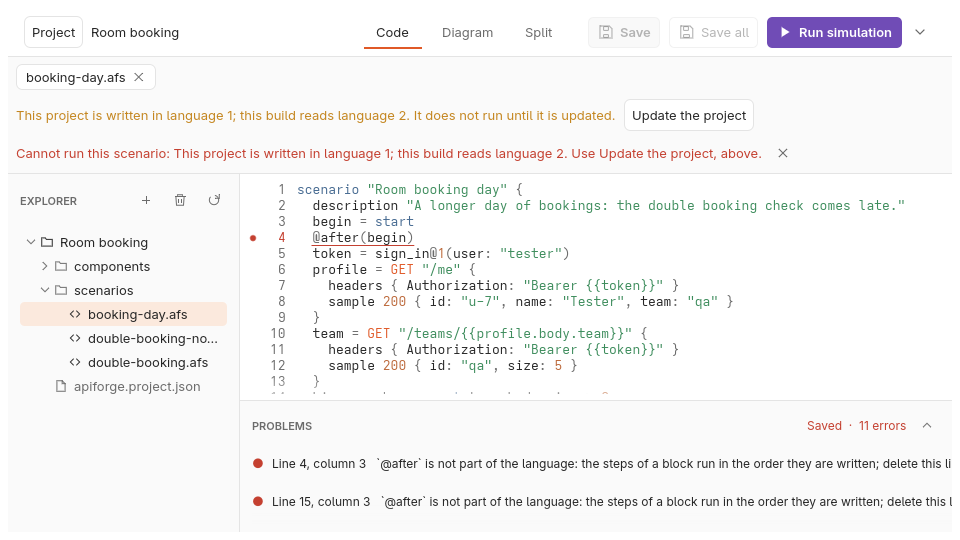 Project Room booking Code Diagram Split Save Save all Run simulation
booking-day.afs
This project is written in language 1; this build reads language 2. It does not run until it is updated. Update the project
Cannot run this scenario: This project is written in language 1; this build reads language 2. Use Update the project, above.
EXPLORER
Room booking
components
scenarios
booking-day.afs
double-booking-no...
double-booking.afs
apiforge.project.json
1 scenario "Room booking day" {
2 description "A longer day of bookings: the double booking check comes late."
3 begin = start
4 @after(begin)
5 token = sign_in@1(user: "tester")
6 profile = GET "/me" {
7 headers { Authorization: "Bearer {{token}}" }
8 sample 200 { id: "u-7", name: "Tester", team: "qa" }
9 }
10 team = GET "/teams/{{profile.body.team}}" {
11 headers { Authorization: "Bearer {{token}}" }
12 sample 200 { id: "qa", size: 5 }
13 }
PROBLEMS Saved · 11 errors
Line 4, column 3 `@after` is not part of the language: the steps of a block run in the order they are written; delete this li
Line 15, column 3 `@after` is not part of the language: the steps of a block run in the order they are written; delete this l